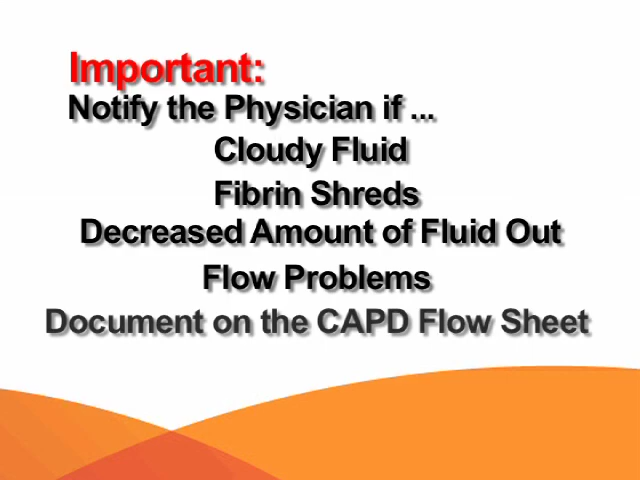 Important:
Notify the Physician if ...
Cloudy Fluid
Fibrin Shreds
Decreased Amount of Fluid Out
Flow Problems
Document on the CAPD Flow Sheet